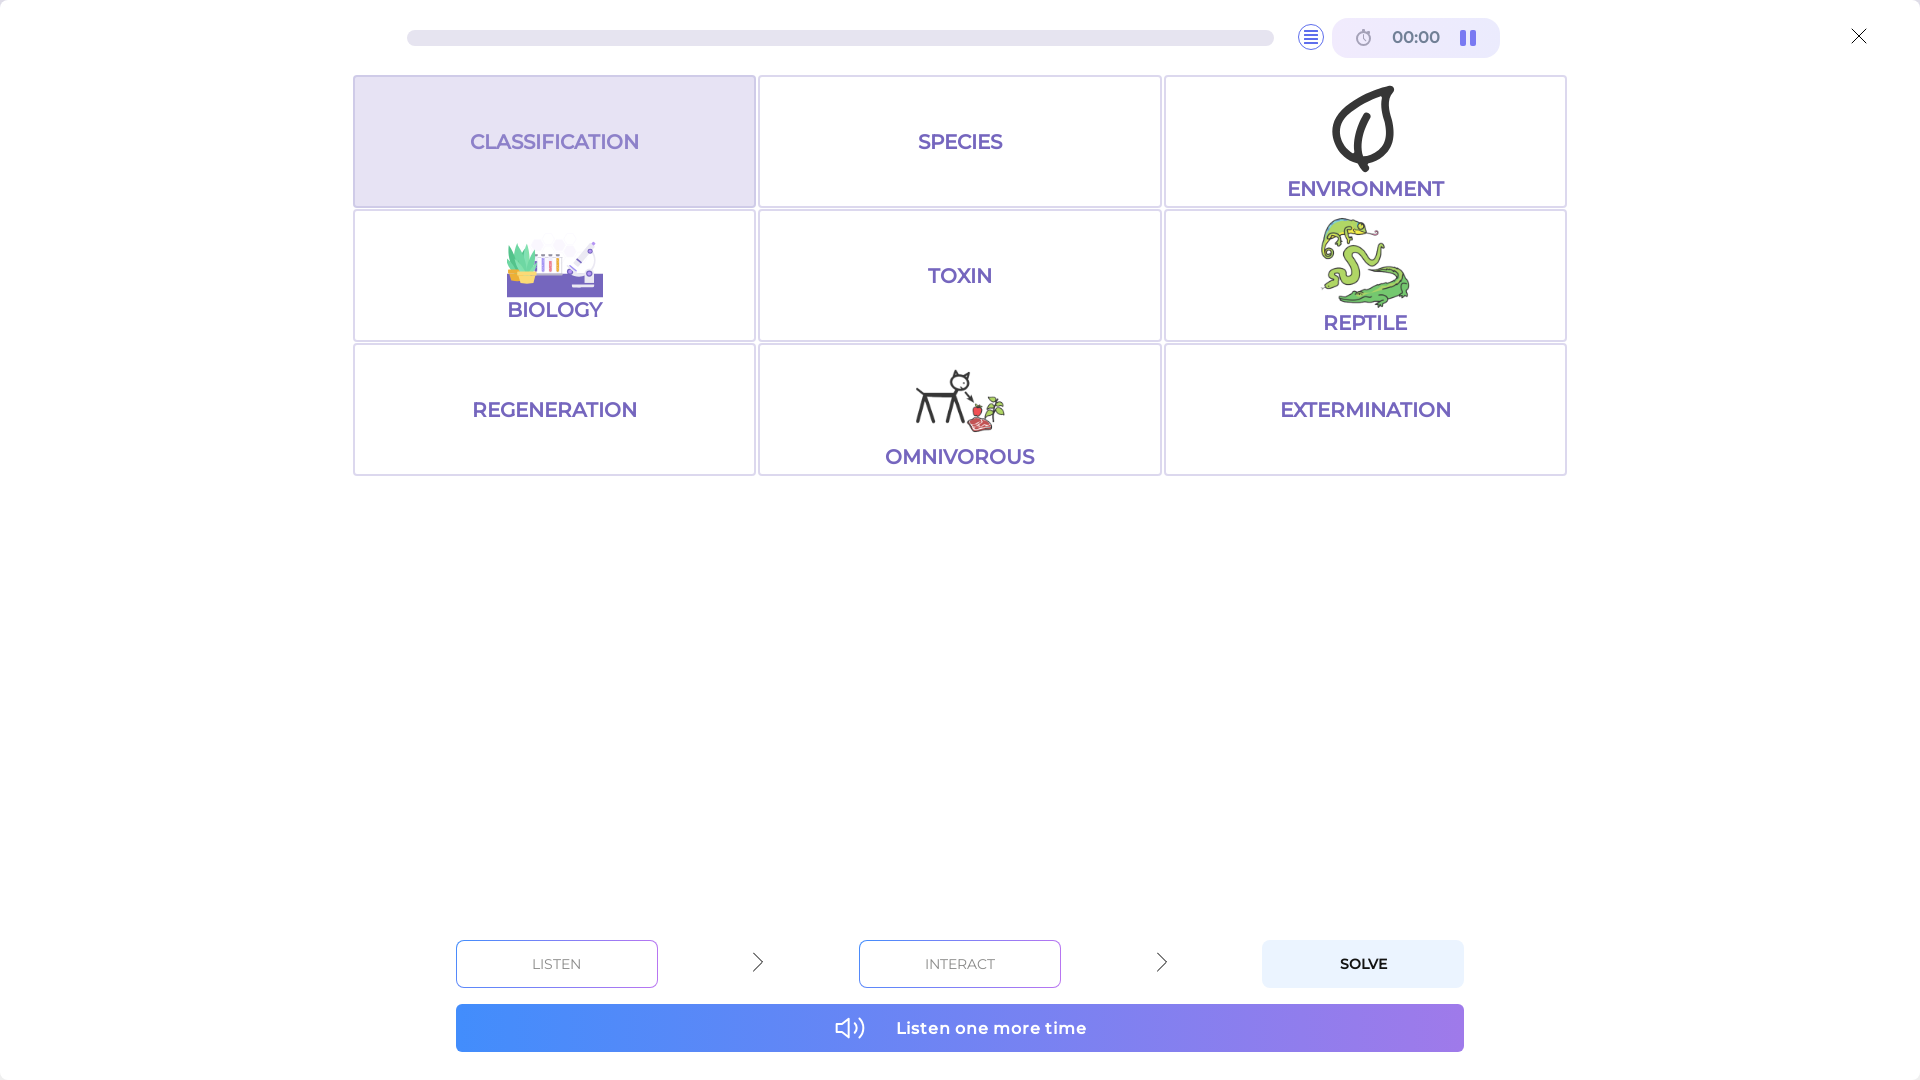 00:00
CLASSIFICATION
SPECIES
ENVIRONMENT
BIOLOGY
TOXIN
REPTILE
REGENERATION
OMNIVOROUS
EXTERMINATION
LISTEN
INTERACT
SOLVE
Listen one more time